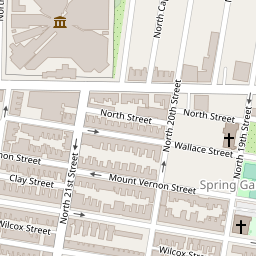 North
North Ca
North Street
North Street
North 20th Street
North 19th Street
Wallace Street
non Street
Mount Vernon Street
Clay Street
Spring Ga
North 21st Street
Wilcox Street
Wilcox Street